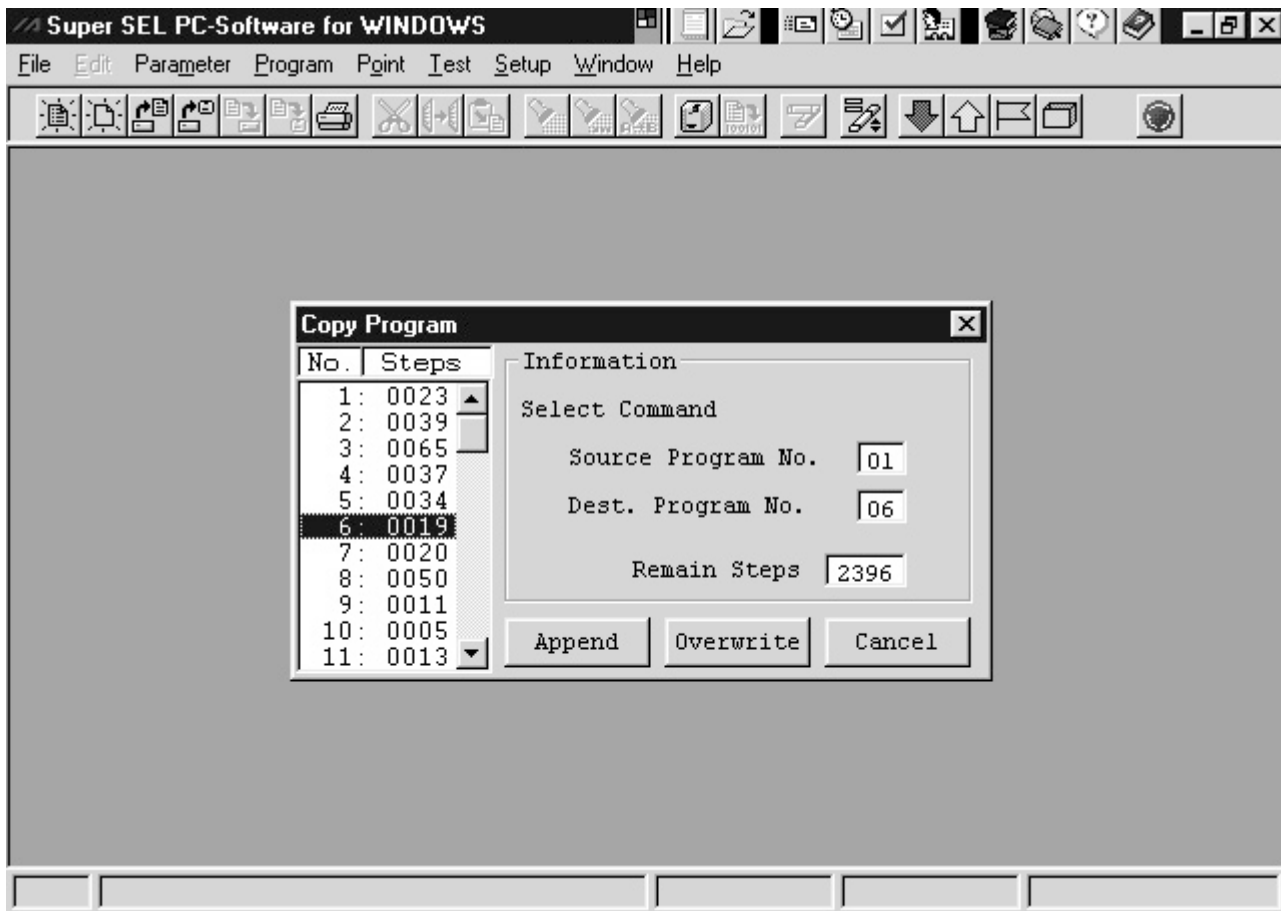 Super SEL PC-Software for WINDOWS
File Edit Parameter Program Point Test Setup Window Help
Copy Program
No. Steps
1: 0023
2: 0039
3: 0065
4: 0037
5: 0034
6: 0019
7: 0020
8: 0050
9: 0011
10: 0005
11: 0013
Information
Select Command
Source Program No. 01
Dest. Program No. 06
Remain Steps 2396
Append Overwrite Cancel